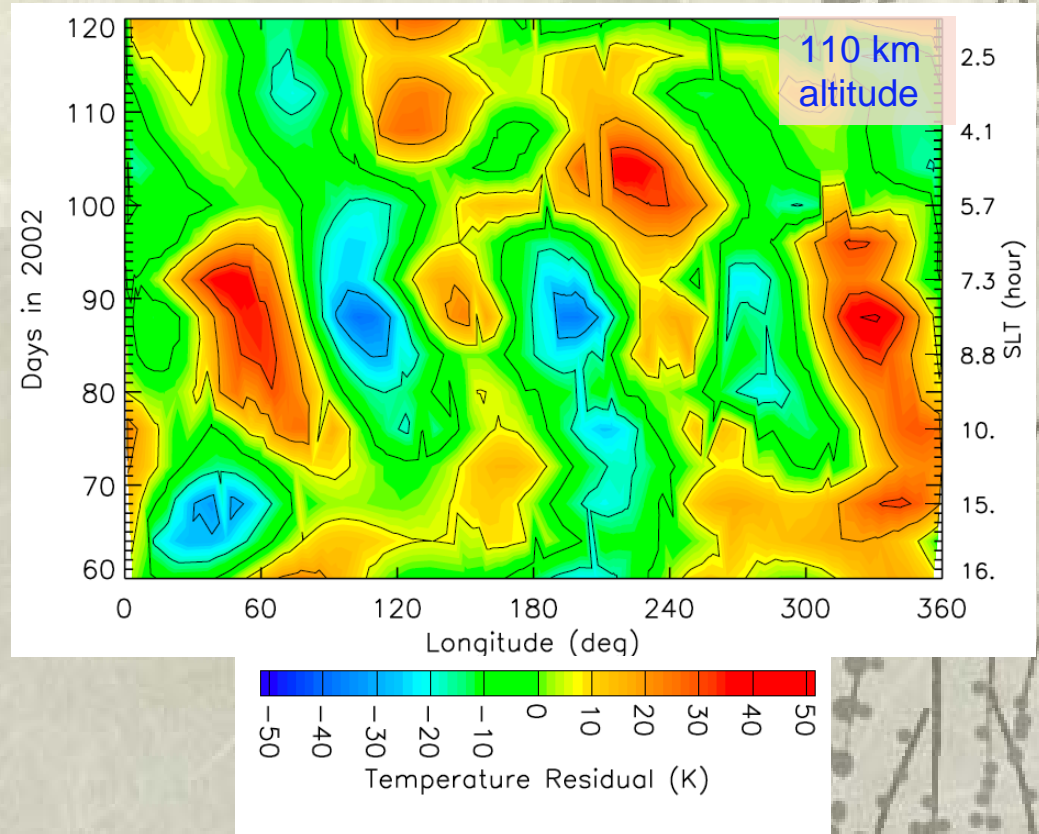 110 km
altitude
120
110
100
90
80
70
60
Days in 2002
2.5
4.1
5.7
7.3
8.8
10.
15.
16.
SLT (hour)
0 60 120 180 240 300 360
Longitude (deg)
-50 -40 -30 -20 -10 0 10 20 30 40 50
Temperature Residual (K)